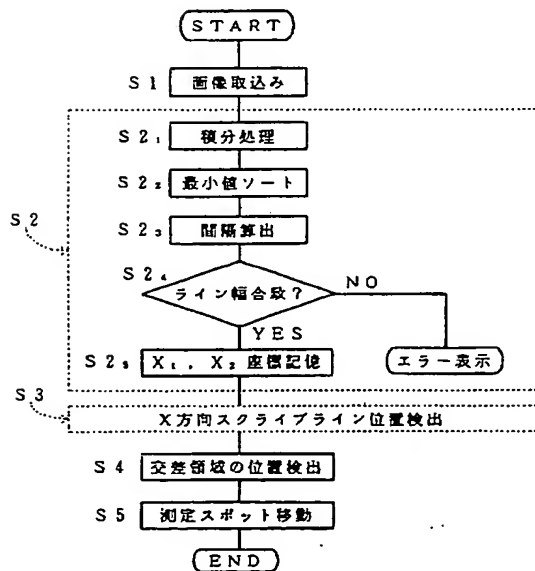 START
S1 画像取込み
S2₁ 積分処理
S2₂ 最小値ソート
S2
S2₃ 間隔算出
S2₄
NO
ライン幅合致?
YES
S2₅ X₁,X₂座標記憶
エラー表示
S3
X方向スクライブライン位置検出
S4 交差領域の位置検出
S5 測定スポット移動
END